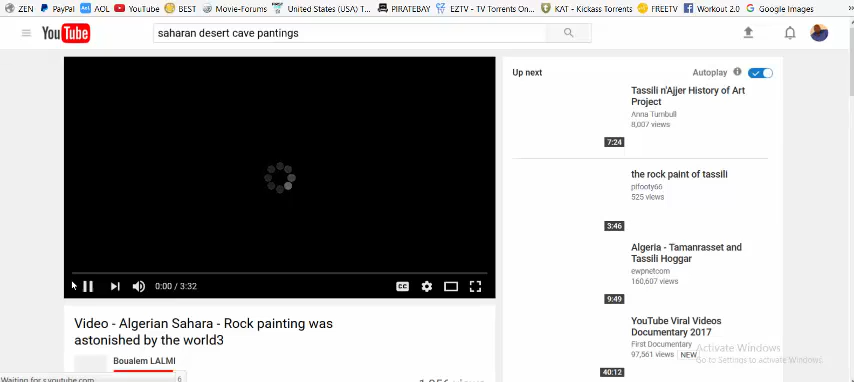 ZEN PayPal AOL YouTube BEST Movie-Forums United States (USA) T... PIRATEBAY EZTV - TV Torrents On... KAT - Kickass Torrents FREETV Workout 2.0 Google Images »
YouTube
saharan desert cave pantings
Up next Autoplay
Tassili n'Ajjer History of Art
Project
Anna Turnbull
8,007 views
7:24
the rock paint of tassili
plfooty66
525 views
3:46
Algeria - Tamanrasset and
Tassili Hoggar
ewpnetcom
160,607 views
9:49
YouTube Viral Videos
Documentary 2017
First Documentary
97,561 views NEW
40:12
0:00 / 3:32
CC
Video - Algerian Sahara - Rock painting was
astonished by the world3
Boualem LALMI
6
Activate Windows
Go to Settings to activate Windows.
Waiting for s.youtube.com